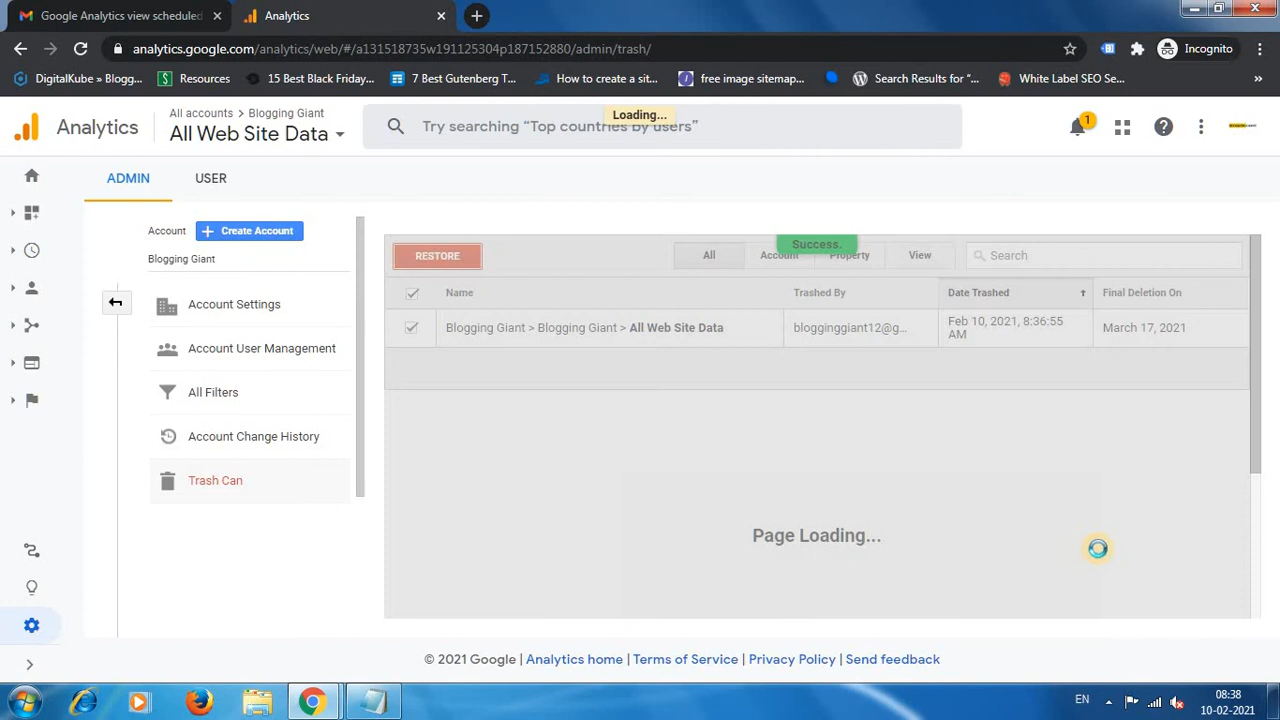 Google Analytics view scheduled
Analytics
analytics.google.com/analytics/web/#/a131518735w191125304p187152880/admin/trash/
Incognito
DigitalKube » Blogg...
Resources
15 Best Black Friday...
7 Best Gutenberg T...
How to create a sit...
free image sitemap...
Search Results for “...
White Label SEO Se...
»
Analytics
All accounts > Blogging Giant
All Web Site Data
Loading...
Try searching “Top countries by users”
1
ADMIN
USER
Account
Create Account
Blogging Giant
Account Settings
Account User Management
All Filters
Account Change History
Trash Can
Success.
RESTORE
All
Account
Property
View
Search
Name
Trashed By
Date Trashed
Final Deletion On
Blogging Giant > Blogging Giant > All Web Site Data
blogginggiant12@g...
Feb 10, 2021, 8:36:55
AM
March 17, 2021
Page Loading...
© 2021 Google | Analytics home | Terms of Service | Privacy Policy | Send feedback
EN
08:38
10-02-2021